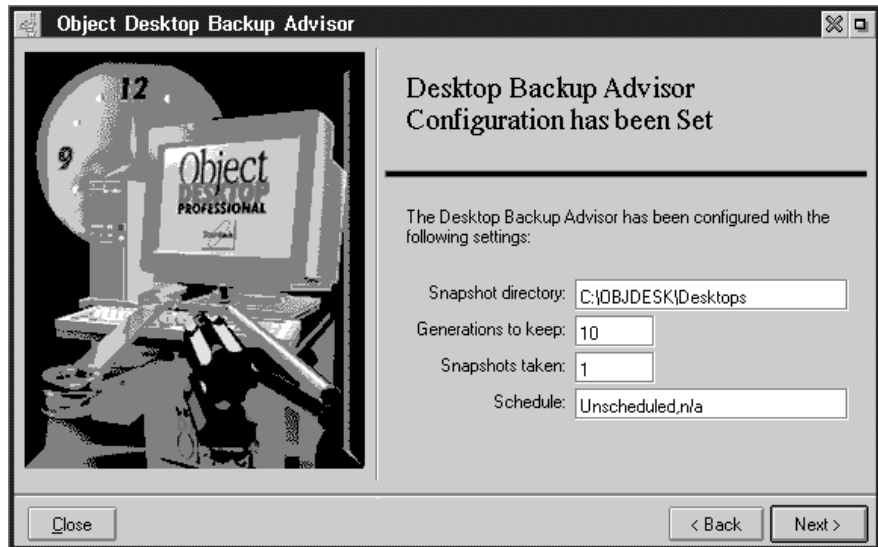 Object Desktop Backup Advisor
12
9
Object
DESKTOP
PROFESSIONAL
Desktop Backup Advisor
Configuration has been Set
The Desktop Backup Advisor has been configured with the
following settings:
Snapshot directory: C:\OBJDESK\Desktops
Generations to keep: 10
Snapshots taken: 1
Schedule: Unscheduled,n/a
Close
< Back
Next >